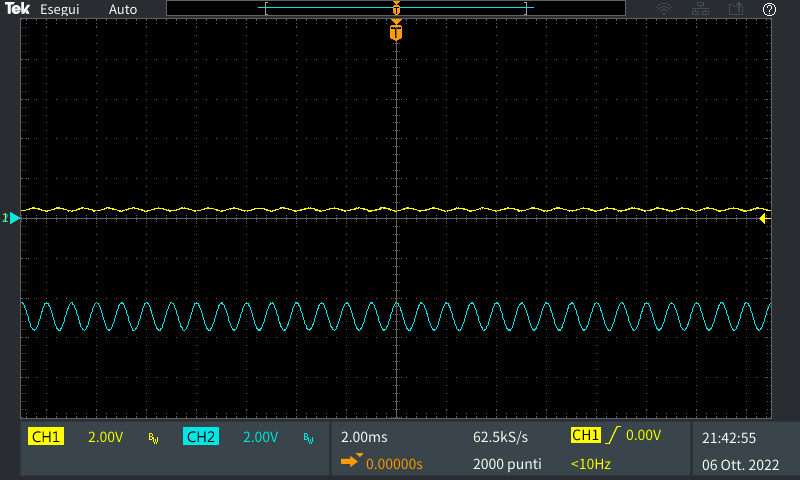 Tek Esegui Auto
T
T
CH1 2.00V BW CH2 2.00V BW 2.00ms 62.5kS/s CH1 0.00V 21:42:55
0.00000s 2000 punti <10Hz 06 Ott. 2022